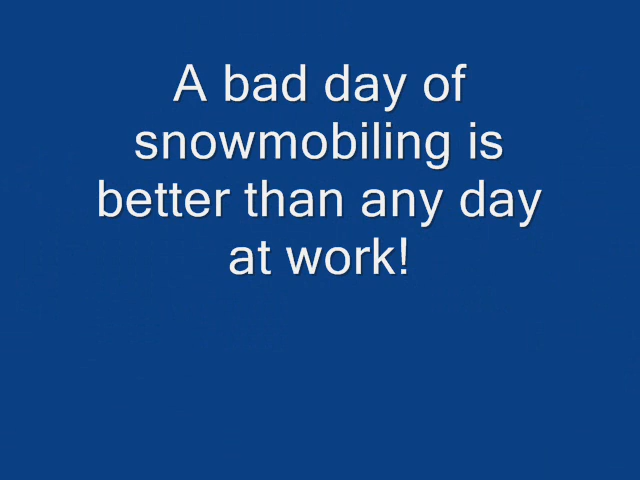 A bad day of
snowmobiling is
better than any day
at work!